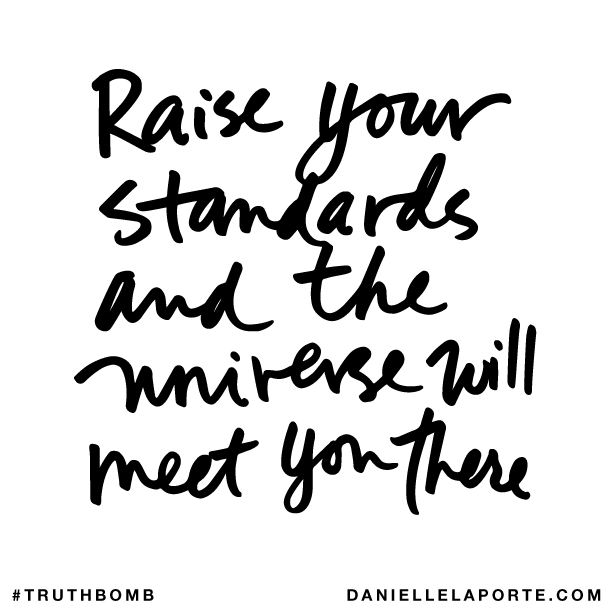 Raise your
standards
and the
universe will
meet you there
#TRUTHBOMB
DANIELLELAPORTE.COM